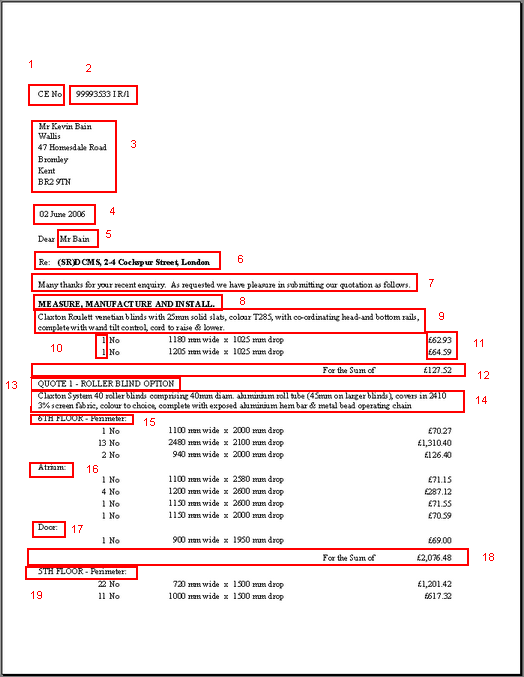 1
2
CE No 99993533 IR/1
Mr Kevin Bain
Wallis
3
47 Homesdale Road
Bromley
Kent
BR2 9TN
02 June 2006 4
Dear Mr Bain 5
Re: (SR)DCMS, 2-4 Cockspur Street, London 6
Many thanks for your recent enquiry. As requested we have pleasure in submitting our quotation as follows. 7
MEASURE, MANUFACTURE AND INSTALL. 8
Claxton Roulett venetian blinds with 25mm solid slats, colour T285, with co-ordinating head-and bottom rails, 9
complete with wand tilt control, cord to raise & lower.
1 No 1180 mm wide x 1025 mm drop £62.93 11
10 1 No 1205 mm wide x 1025 mm drop £64.59
For the Sum of £127.52 12
13 QUOTE 1 - ROLLER BLIND OPTION
Claxton System 40 roller blinds comprising 40mm diam. aluminium roll tube (45mm on larger blinds), covers in 2410 14
3% screen fabric, colour to choice, complete with exposed aluminium hem bar & metal bead operating chain
6TH FLOOR - Perimeter: 15
1 No 1100 mm wide x 2000 mm drop £70.27
13 No 2480 mm wide x 2100 mm drop £1,310.40
2 No 940 mm wide x 2000 mm drop £126.40
Atrium: 16
1 No 1100 mm wide x 2580 mm drop £71.15
4 No 1200 mm wide x 2600 mm drop £287.12
1 No 1150 mm wide x 2600 mm drop £71.55
1 No 1150 mm wide x 2000 mm drop £70.59
Door: 17
1 No 900 mm wide x 1950 mm drop £69.00
For the Sum of £2,076.48 18
5TH FLOOR - Perimeter:
22 No 720 mm wide x 1500 mm drop £1,201.42
19 11 No 1000 mm wide x 1500 mm drop £617.32